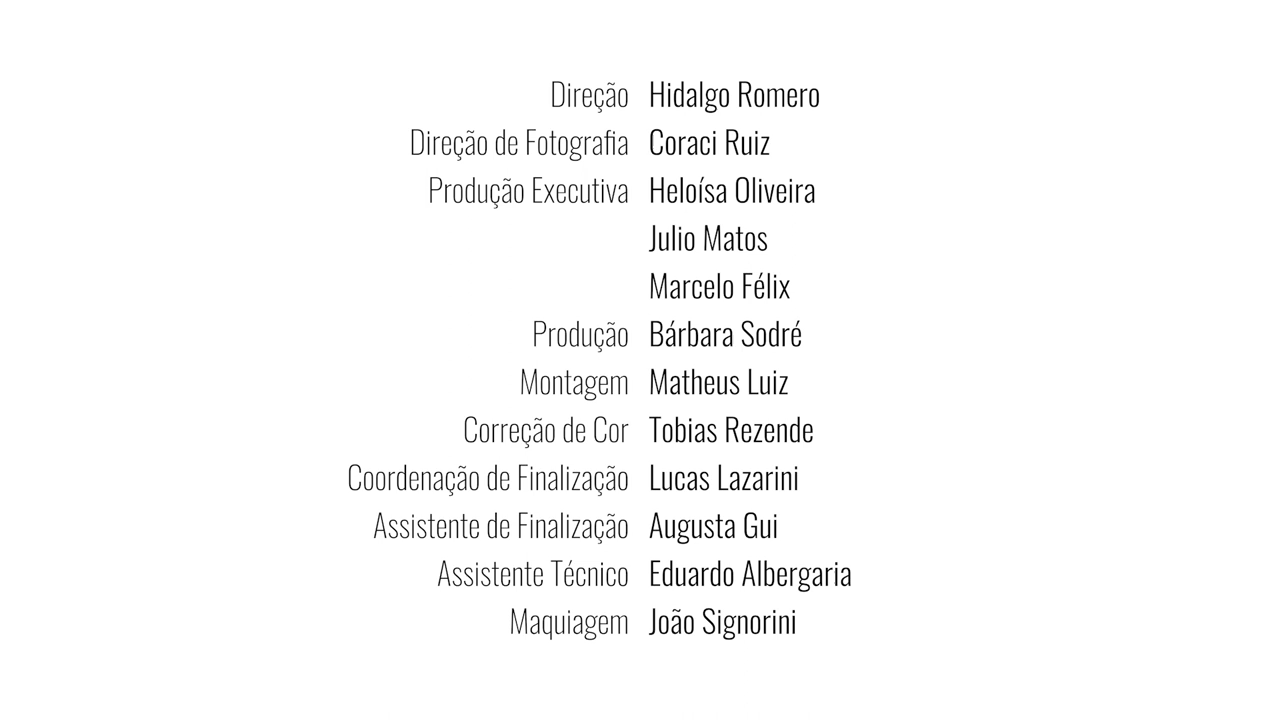 Direção Hidalgo Romero
Direção de Fotografia Coraci Ruiz
Produção Executiva Heloísa Oliveira
Julio Matos
Marcelo Félix
Produção Bárbara Sodré
Montagem Matheus Luiz
Correção de Cor Tobias Rezende
Coordenação de Finalização Lucas Lazarini
Assistente de Finalização Augusta Gui
Assistente Técnico Eduardo Albergaria
Maquiagem João Signorini